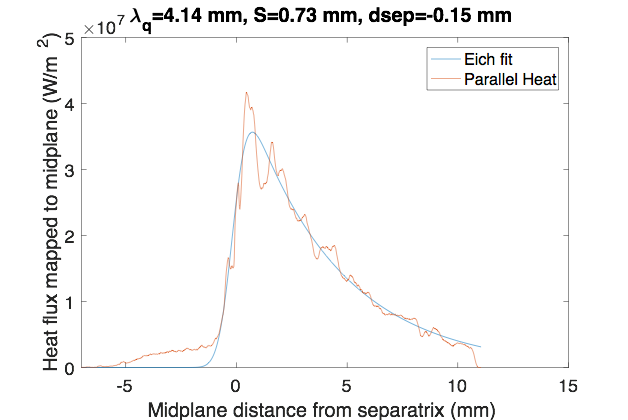 ×10⁷ λq=4.14 mm, S=0.73 mm, dsep=-0.15 mm
Heat flux mapped to midplane (W/m²)
5
4
3
2
1
0
Eich fit
Parallel Heat
-5 0 5 10 15
Midplane distance from separatrix (mm)